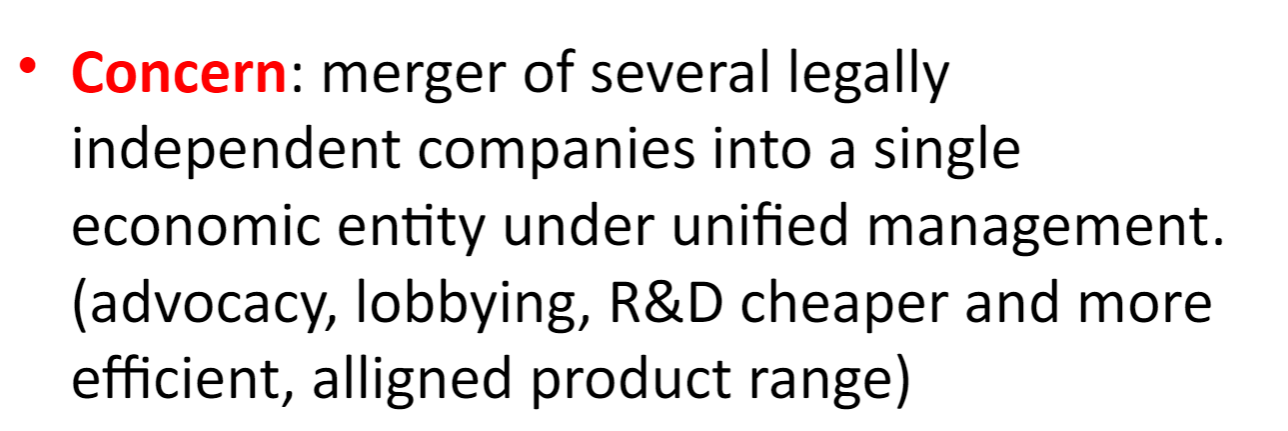 • Concern: merger of several legally
independent companies into a single
economic entity under unified management.
(advocacy, lobbying, R&D cheaper and more
efficient, alligned product range)